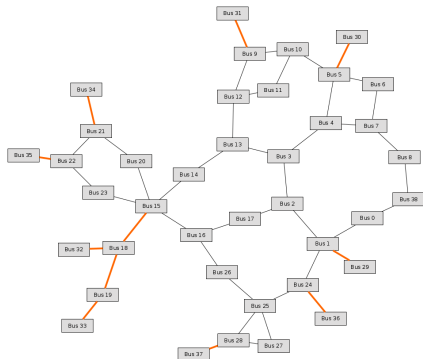 Bus 31
Bus 30
Bus 9
Bus 10
Bus 5
Bus 6
Bus 34
Bus 11
Bus 12
Bus 21
Bus 4
Bus 7
Bus 13
Bus 35
Bus 22
Bus 20
Bus 3
Bus 8
Bus 14
Bus 23
Bus 38
Bus 15
Bus 2
Bus 17
Bus 0
Bus 16
Bus 1
Bus 32
Bus 18
Bus 29
Bus 26
Bus 24
Bus 19
Bus 25
Bus 33
Bus 36
Bus 28
Bus 27
Bus 37